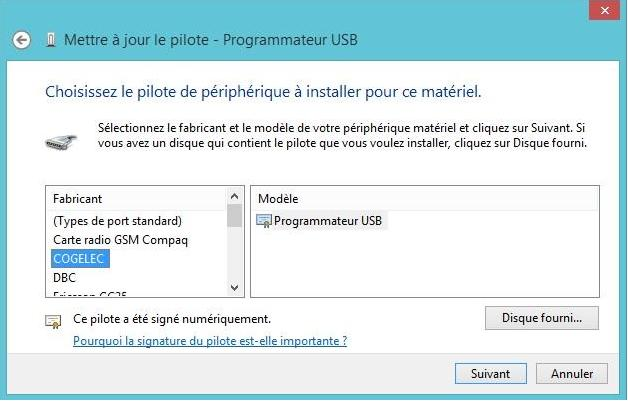 Mettre à jour le pilote - Programmateur USB
Choisissez le pilote de périphérique à installer pour ce matériel.
Sélectionnez le fabricant et le modèle de votre périphérique matériel et cliquez sur Suivant. Si
vous avez un disque qui contient le pilote que vous voulez installer, cliquez sur Disque fourni.
Fabricant
(Types de port standard)
Carte radio GSM Compaq
COGELEC
DBC
Modèle
Programmateur USB
Ce pilote a été signé numériquement.
Pourquoi la signature du pilote est-elle importante ?
Disque fourni...
Suivant
Annuler